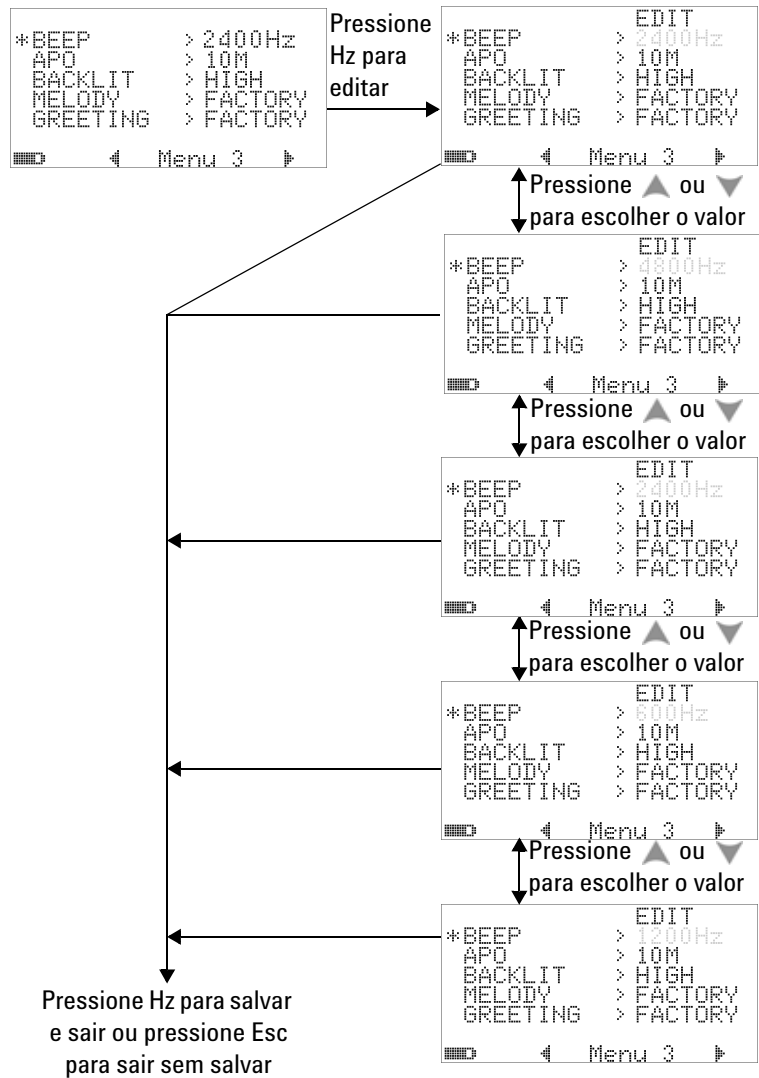 *BEEP > 2400Hz
APO > 10M
BACKLIT > HIGH
MELODY > FACTORY
GREETING > FACTORY
Menu 3
Pressione
Hz para
editar
EDIT
*BEEP > 2400Hz
APO > 10M
BACKLIT > HIGH
MELODY > FACTORY
GREETING > FACTORY
Menu 3
Pressione ▲ ou ▼
para escolher o valor
EDIT
*BEEP > 4800Hz
APO > 10M
BACKLIT > HIGH
MELODY > FACTORY
GREETING > FACTORY
Menu 3
Pressione ▲ ou ▼
para escolher o valor
EDIT
*BEEP > 2400Hz
APO > 10M
BACKLIT > HIGH
MELODY > FACTORY
GREETING > FACTORY
Menu 3
Pressione ▲ ou ▼
para escolher o valor
EDIT
*BEEP > 600Hz
APO > 10M
BACKLIT > HIGH
MELODY > FACTORY
GREETING > FACTORY
Menu 3
Pressione ▲ ou ▼
para escolher o valor
EDIT
*BEEP > 1200Hz
APO > 10M
BACKLIT > HIGH
MELODY > FACTORY
GREETING > FACTORY
Menu 3
Pressione Hz para salvar
e sair ou pressione Esc
para sair sem salvar